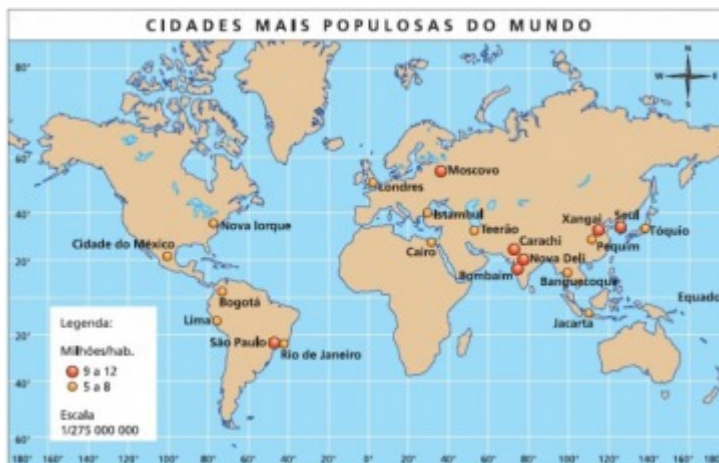 CIDADES MAIS POPULOSAS DO MUNDO
N
W E
S
80°
60°
40°
20°
20°
40°
60°
Moscovo
Londres
Istambul
Teerão
Cairo
Carachi
Nova Deli
Bombaim
Xangai
Seul
Tóquio
Pequim
Banguecoque
Jacarta
Equado
Nova Iorque
Cidade do México
Bogotá
Lima
São Paulo
Rio de Janeiro
Legenda:
Milhões/hab.
9 a 12
5 a 8
Escala
1/275 000 000
180° 160° 140° 120° 100° 80° 60° 40° 20° 0° 20° 40° 60° 80° 100° 120° 140° 160° 18